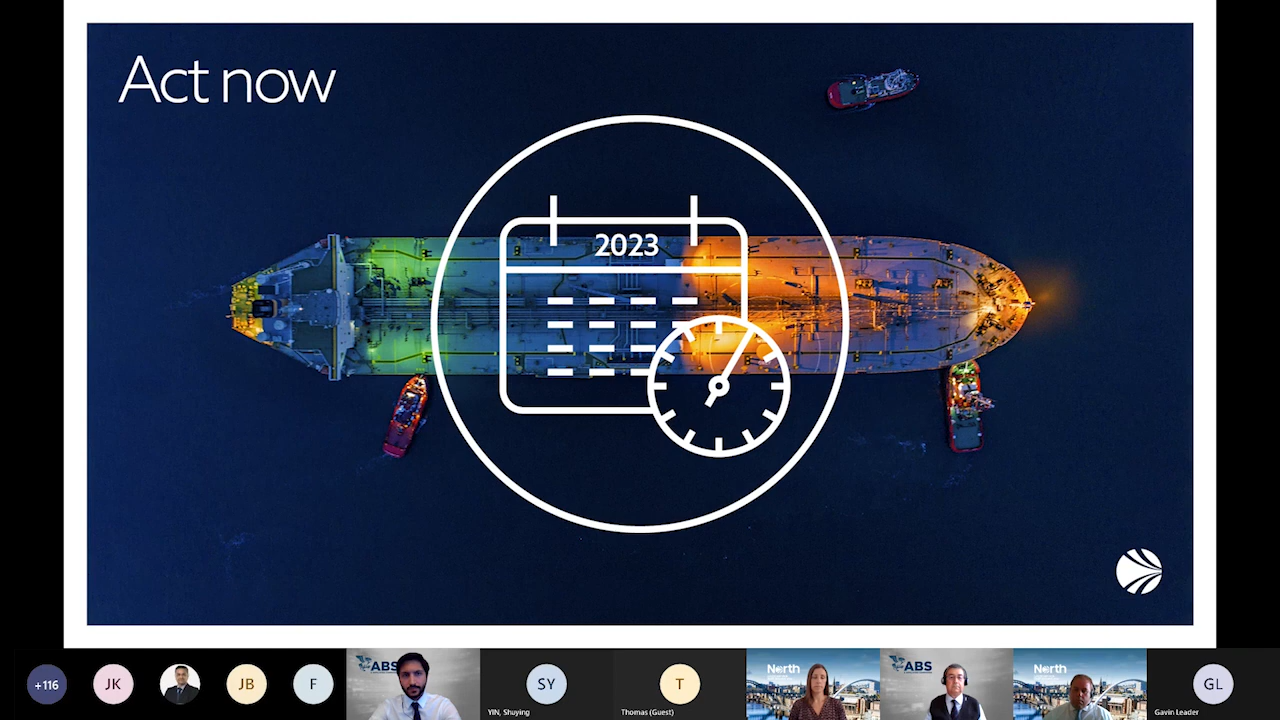 Act now
2023
+116
JK
JB
F
ABS
SY
YIN, Shuying
T
Thomas (Guest)
North
ABS
North
GL
Gavin Leader